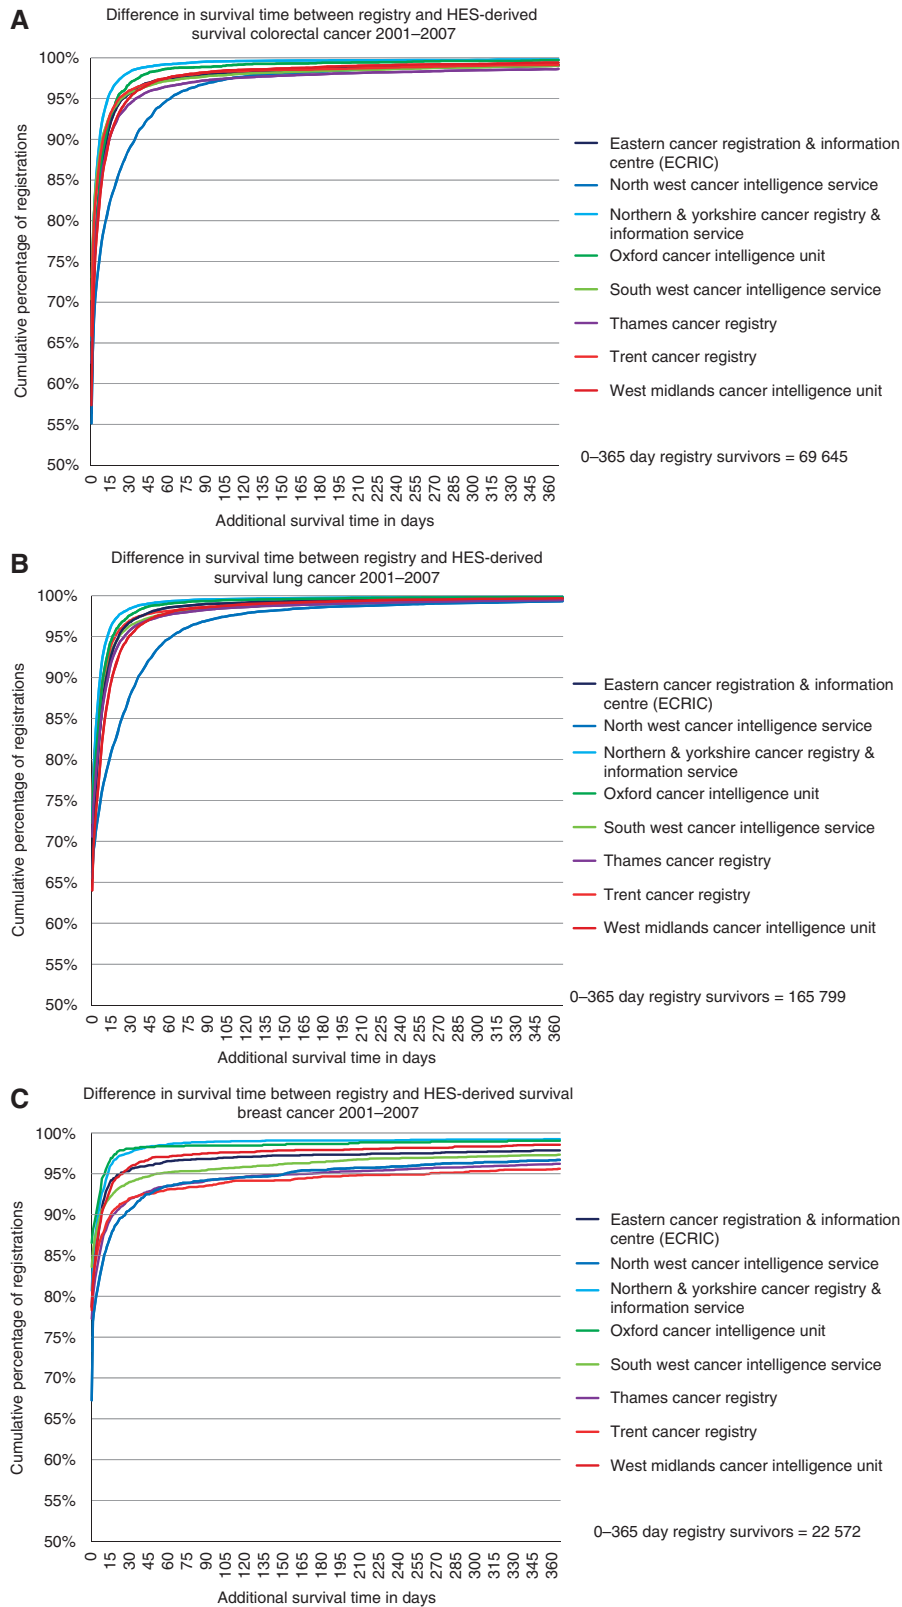 A
Difference in survival time between registry and HES-derived
survival colorectal cancer 2001–2007
Cumulative percentage of registrations
100%
95%
90%
85%
80%
75%
70%
65%
60%
55%
50%
0 15 30 45 60 75 90 105 120 135 150 165 180 195 210 225 240 255 270 285 300 315 330 345 360
Additional survival time in days
Eastern cancer registration & information
centre (ECRIC)
North west cancer intelligence service
Northern & yorkshire cancer registry &
information service
Oxford cancer intelligence unit
South west cancer intelligence service
Thames cancer registry
Trent cancer registry
West midlands cancer intelligence unit
0–365 day registry survivors = 69 645
B
Difference in survival time between registry and HES-derived
survival lung cancer 2001–2007
Cumulative percentage of registrations
100%
95%
90%
85%
80%
75%
70%
65%
60%
55%
50%
0 15 30 45 60 75 90 105 120 135 150 165 180 195 210 225 240 255 270 285 300 315 330 345 360
Additional survival time in days
Eastern cancer registration & information
centre (ECRIC)
North west cancer intelligence service
Northern & yorkshire cancer registry &
information service
Oxford cancer intelligence unit
South west cancer intelligence service
Thames cancer registry
Trent cancer registry
West midlands cancer intelligence unit
0–365 day registry survivors = 165 799
C
Difference in survival time between registry and HES-derived survival
breast cancer 2001–2007
Cumulative percentage of registrations
100%
95%
90%
85%
80%
75%
70%
65%
60%
55%
50%
0 15 30 45 60 75 90 105 120 135 150 165 180 195 210 225 240 255 270 285 300 315 330 345 360
Additional survival time in days
Eastern cancer registration & information
centre (ECRIC)
North west cancer intelligence service
Northern & yorkshire cancer registry &
information service
Oxford cancer intelligence unit
South west cancer intelligence service
Thames cancer registry
Trent cancer registry
West midlands cancer intelligence unit
0–365 day registry survivors = 22 572